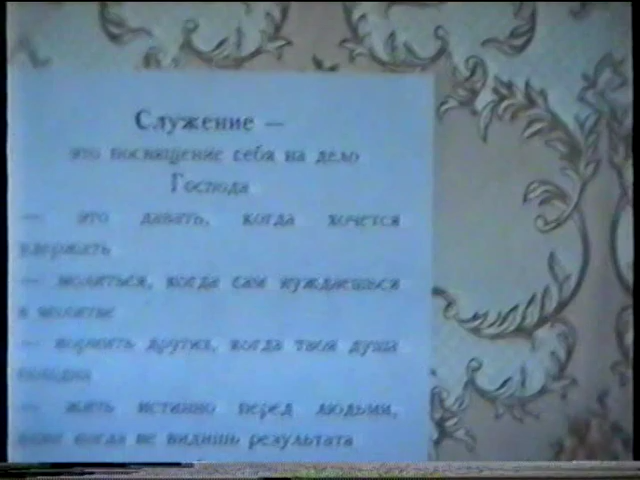 Служение —
это посвящение себя на дело
Господа
— это давать, когда хочется
удержать
— молиться, когда сам нуждаешься
в молитве
— кормить других, когда твоя душа
голодна
— жить истинно перед людьми,
даже когда не видишь результата